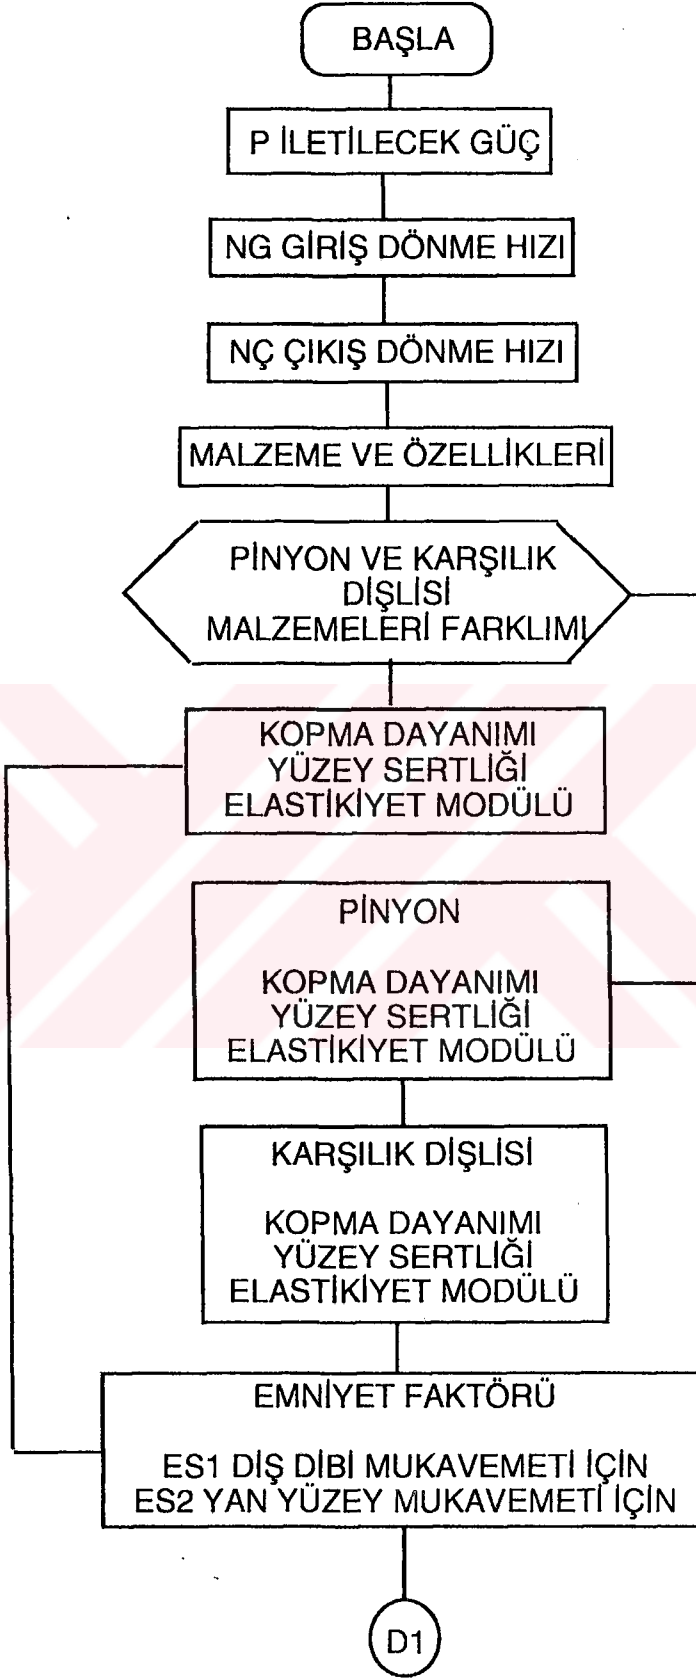 BAŞLA
P İLETİLECEK GÜÇ
NG GİRİŞ DÖNME HIZI
NÇ ÇIKIŞ DÖNME HIZI
MALZEME VE ÖZELLİKLERİ
PİNYON VE KARŞILIK
DİŞLİSİ
MALZEMELERİ FARKLIMI
KOPMA DAYANIMI
YÜZEY SERTLİĞİ
ELASTİKİYET MODÜLÜ
PİNYON
KOPMA DAYANIMI
YÜZEY SERTLİĞİ
ELASTİKİYET MODÜLÜ
KARŞILIK DİŞLİSİ
KOPMA DAYANIMI
YÜZEY SERTLİĞİ
ELASTİKİYET MODÜLÜ
EMNİYET FAKTÖRÜ
ES1 DİŞ DİBİ MUKAVEMETİ İÇİN
ES2 YAN YÜZEY MUKAVEMETİ İÇİN
D1